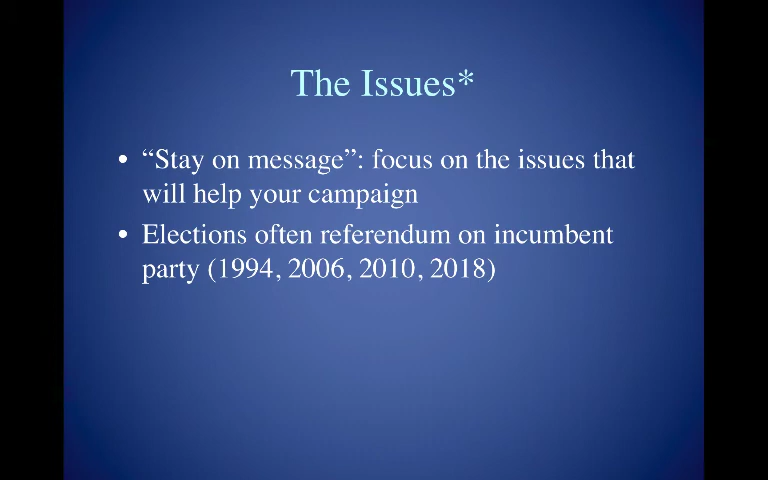 The Issues*
• “Stay on message”: focus on the issues that
will help your campaign
• Elections often referendum on incumbent
party (1994, 2006, 2010, 2018)